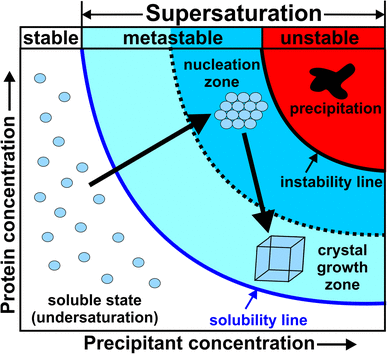 Supersaturation
stable
metastable
unstable
nucleation
zone
precipitation
instability line
crystal
growth
zone
soluble state
(undersaturation)
solubility line
Protein concentration
Precipitant concentration